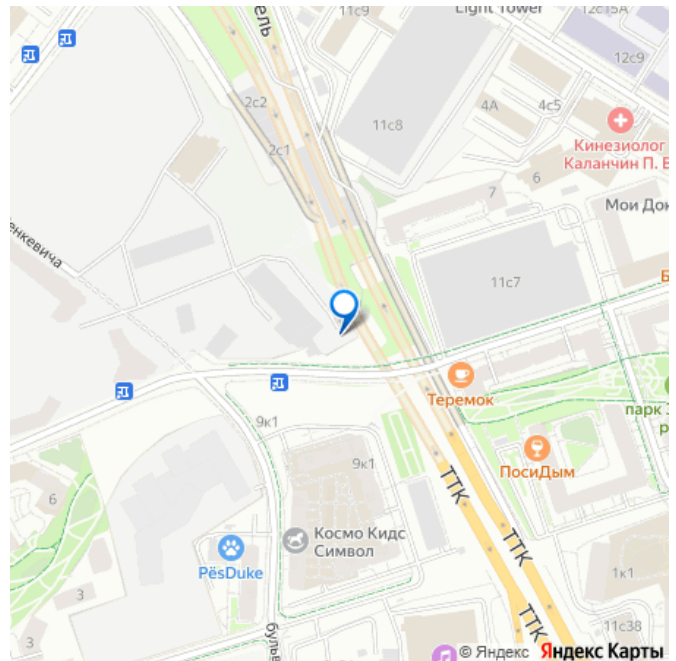 11с9
Light Tower
12с15А
ель
12с9
2с2
4А
4с5
11с8
2с1
Кинезиолог
Каланчин П. В
6
7
Мои Док
енкевича
11с7
Б
Теремок
парк З
р
9к1
9к1
ПосиДым
ТТК
6
Космо Кидс
Символ
ТТК
PёsDuke
1к1
3
ТТК
3
11с38
бульв
© Яндекс Яндекс Карты